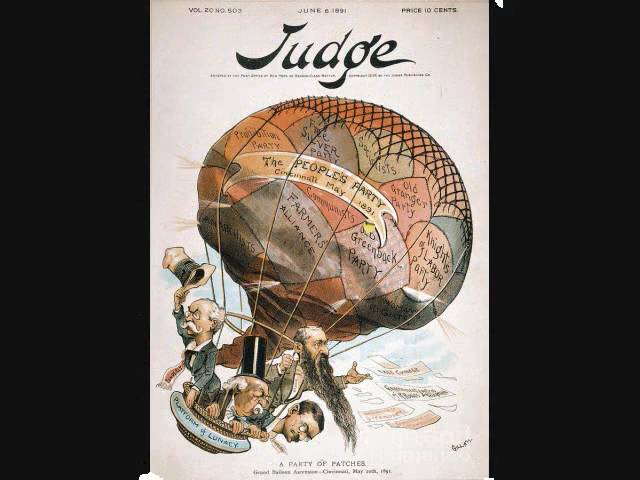 VOL. 20 NO. 503
JUNE 6 1891.
PRICE 10 CENTS.
Judge
Prohibition
PARTY
Free
SILVER
Party
Socialists
The PEOPLE'S PARTY
Cincinnati May 1891.
Old
Granger
Party
FARMERS
ALLIANCE
Communists
OLD
Greenback
PARTY
Knights
of
LABOR
Party
PLATFORM of LUNACY
A PARTY OF PATCHES.
Grand Balloon Ascension—Cincinnati, May 20th, 1891.